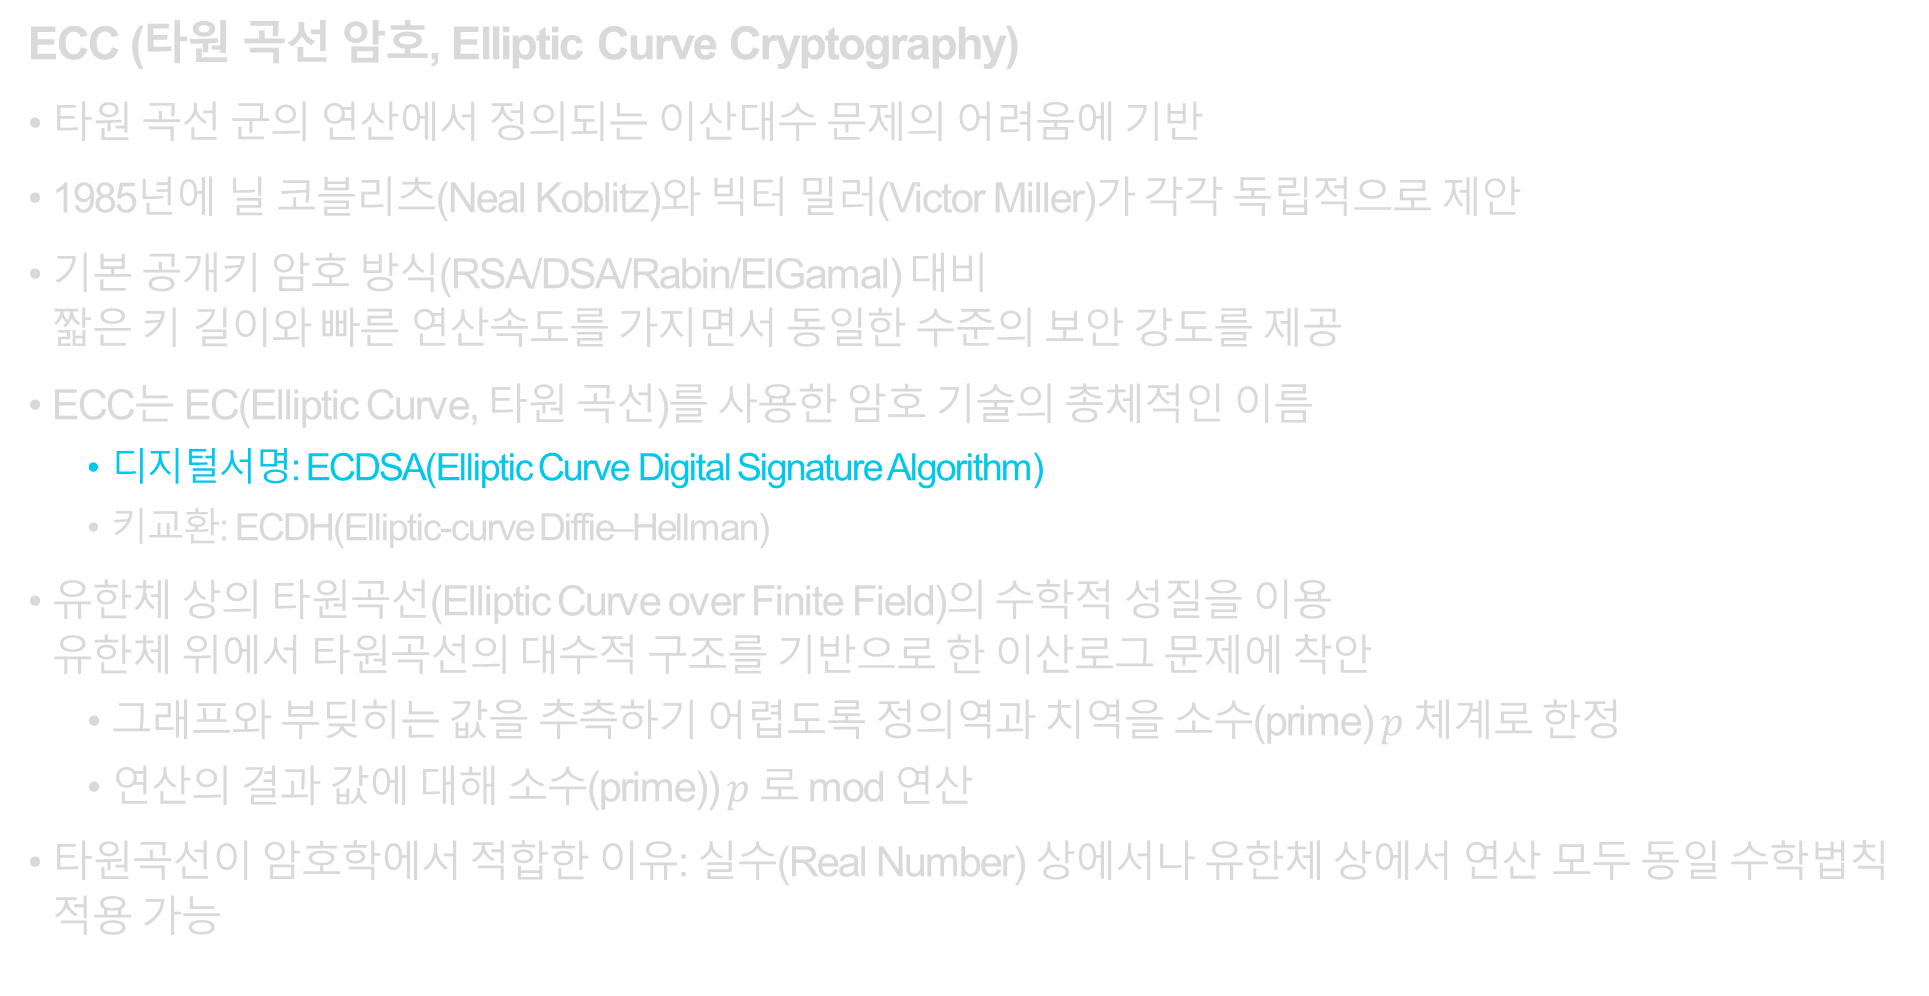 ECC (타원 곡선 암호, Elliptic Curve Cryptography)
• 타원 곡선 군의 연산에서 정의되는 이산대수 문제의 어려움에 기반
• 1985년에 닐 코블리츠(Neal Koblitz)와 빅터 밀러(Victor Miller)가 각각 독립적으로 제안
• 기본 공개키 암호 방식(RSA/DSA/Rabin/ElGamal) 대비
짧은 키 길이와 빠른 연산속도를 가지면서 동일한 수준의 보안 강도를 제공
• ECC는 EC(Elliptic Curve, 타원 곡선)를 사용한 암호 기술의 총체적인 이름
• 디지털서명: ECDSA(Elliptic Curve Digital Signature Algorithm)
• 키교환: ECDH(Elliptic-curve Diffie–Hellman)
• 유한체 상의 타원곡선(Elliptic Curve over Finite Field)의 수학적 성질을 이용
유한체 위에서 타원곡선의 대수적 구조를 기반으로 한 이산로그 문제에 착안
• 그래프와 부딪히는 값을 추측하기 어렵도록 정의역과 치역을 소수(prime) p 체계로 한정
• 연산의 결과 값에 대해 소수(prime)) p 로 mod 연산
• 타원곡선이 암호학에서 적합한 이유: 실수(Real Number) 상에서나 유한체 상에서 연산 모두 동일 수학법칙
적용 가능